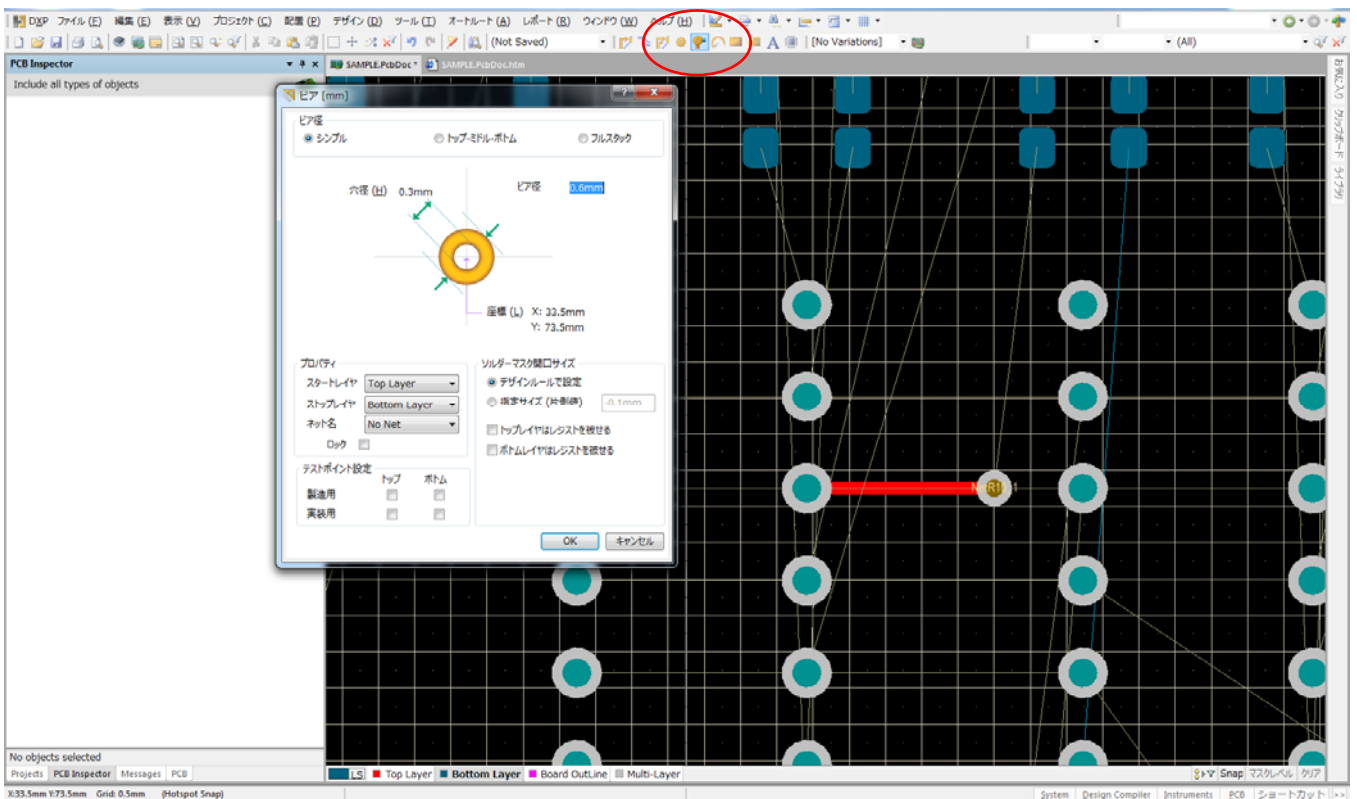 DXP ファイル (F) 編集 (E) 表示 (V) プロジェクト (C) 配置 (P) デザイン (D) ツール (T) オートルート (A) レポート (R) ウィンドウ (W) ヘルプ (H)
(Not Saved) A [No Variations] (All)
PCB Inspector
SAMPLE.PcbDoc * SAMPLE.PcbDoc.htm
Include all types of objects
お気に入り クリップボード ライブラリ
ビア [mm]
ビア径
シンプル トップ-ミドル-ボトム フルスタック
穴径 (H) 0.3mm ビア径 0.6mm
座標 (L) X: 33.5mm
Y: 73.5mm
プロパティ
スタートレイヤ Top Layer
ストップレイヤ Bottom Layer
ネット名 No Net
ロック
ソルダーマスク開口サイズ
デザインルールで設定
指定サイズ (片側値) -0.1mm
トップレイヤはレジストを被せる
ボトムレイヤはレジストを被せる
テストポイント設定
トップ ボトム
製造用
実装用
OK キャンセル
No objects selected
Projects PCB Inspector Messages PCB
LS Top Layer Bottom Layer Board OutLine Multi-Layer
Snap マスクレベル クリア
X:33.5mm Y:73.5mm Grid: 0.5mm (Hotspot Snap)
System Design Compiler Instruments PCB ショートカット >>